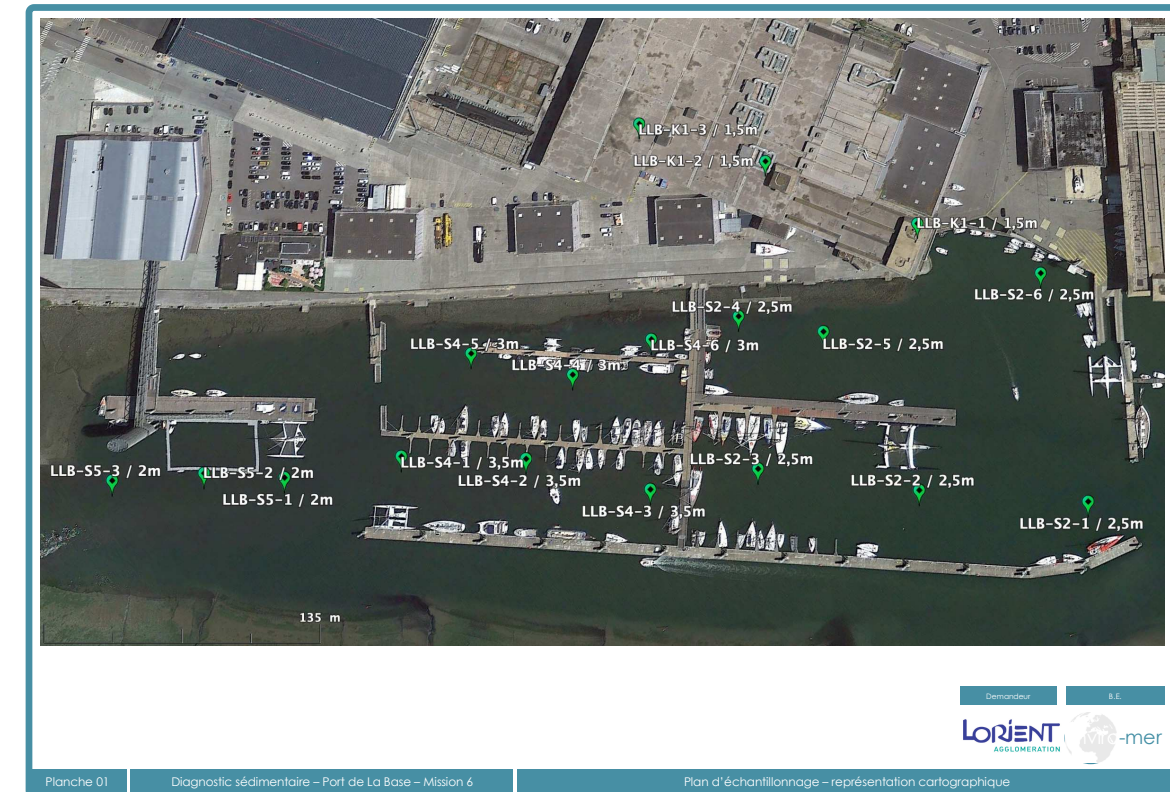 LLB-K1-3 / 1,5m
LLB-K1-2 / 1,5m
LLB-K1-1 / 1,5m
LLB-S2-6 / 2,5m
LLB-S2-4 / 2,5m
LLB-S4-5 / 3m
LLB-S4-6 / 3m
LLB-S2-5 / 2,5m
LLB-S4-4 / 3m
LLB-S5-3 / 2m
LLB-S5-2 / 2m
LLB-S4-1 / 3,5m
LLB-S2-3 / 2,5m
LLB-S4-2 / 3,5m
LLB-S2-2 / 2,5m
LLB-S5-1 / 2m
LLB-S4-3 / 3,5m
LLB-S2-1 / 2,5m
135 m
Demandeur
B.E.
LORIENT
AGGLOMERATION
-mer
Planche 01
Diagnostic sédimentaire – Port de La Base – Mission 6
Plan d'échantillonnage – représentation cartographique